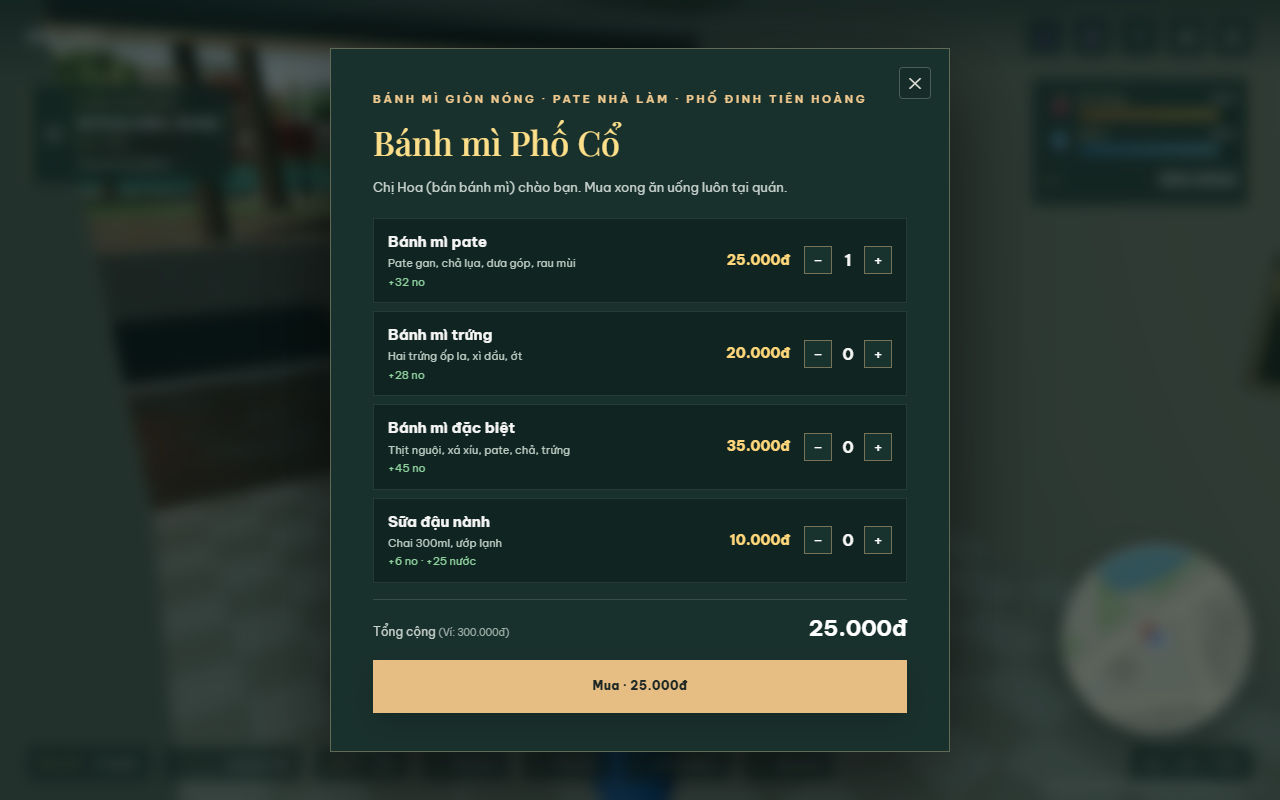 BÁNH MÌ GIÒN NÓNG · PATE NHÀ LÀM · PHỐ ĐINH TIÊN HOÀNG
Bánh mì Phố Cổ
Chị Hoa (bán bánh mì) chào bạn. Mua xong ăn uống luôn tại quán.
Bánh mì pate
Pate gan, chả lụa, dưa góp, rau mùi
+32 no
25.000đ − 1 +
Bánh mì trứng
Hai trứng ốp la, xì dầu, ớt
+28 no
20.000đ − 0 +
Bánh mì đặc biệt
Thịt nguội, xá xíu, pate, chả, trứng
+45 no
35.000đ − 0 +
Sữa đậu nành
Chai 300ml, ướp lạnh
+6 no · +25 nước
10.000đ − 0 +
Tổng cộng (Ví: 300.000đ) 25.000đ
Mua · 25.000đ